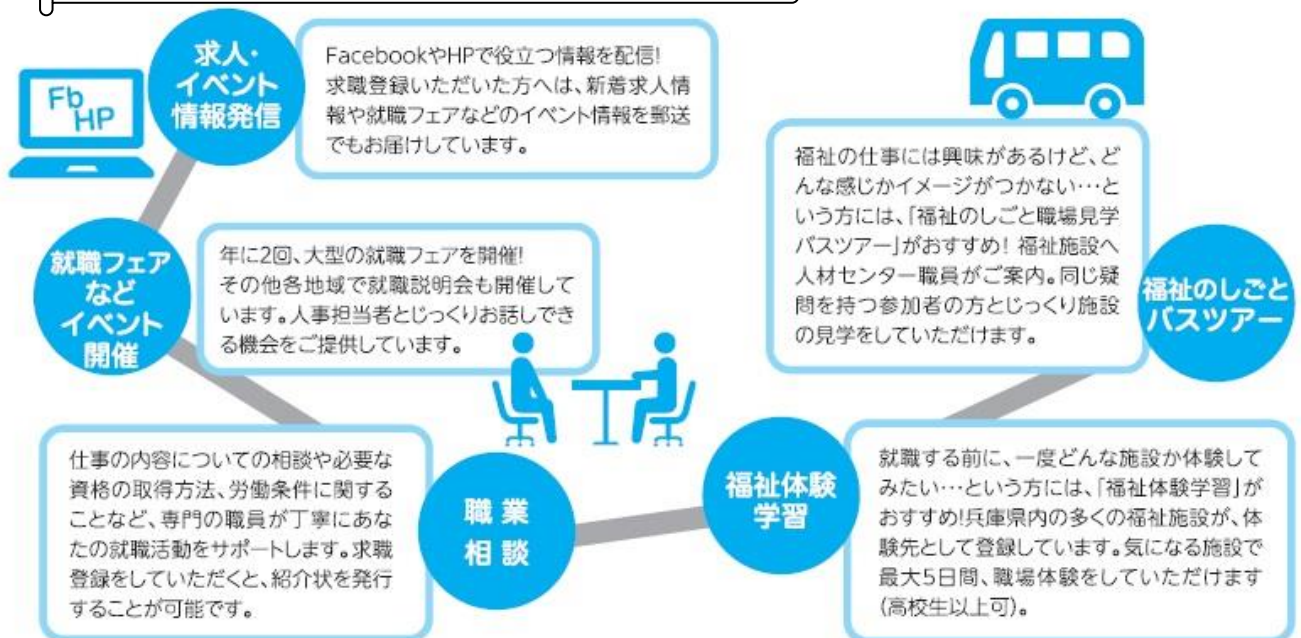 求人・
イベント
情報発信
FacebookやHPで役立つ情報を配信!
求職登録いただいた方へは、新着求人情
報や就職フェアなどのイベント情報を郵送
でもお届けしています。
Fb
HP
就職フェア
など
イベント
開催
年に2回、大型の就職フェアを開催!
その他各地域で就職説明会も開催して
います。人事担当者とじっくりお話しでき
る機会をご提供しています。
職業
相談
仕事の内容についての相談や必要な
資格の取得方法、労働条件に関する
ことなど、専門の職員が丁寧にあな
たの就職活動をサポートします。求職
登録をしていただくと、紹介状を発行
することが可能です。
福祉体験
学習
就職する前に、一度どんな施設か体験して
みたい…という方には、「福祉体験学習」が
おすすめ!兵庫県内の多くの福祉施設が、体
験先として登録しています。気になる施設で
最大5日間、職場体験をしていただけます
(高校生以上可)。
福祉のしごと
バスツアー
福祉の仕事には興味があるけど、ど
んな感じかイメージがつかない…と
いう方には、「福祉のしごと職場見学
バスツアー」がおすすめ! 福祉施設へ
人材センター職員がご案内。同じ疑
問を持つ参加者の方とじっくり施設
の見学をしていただけます。